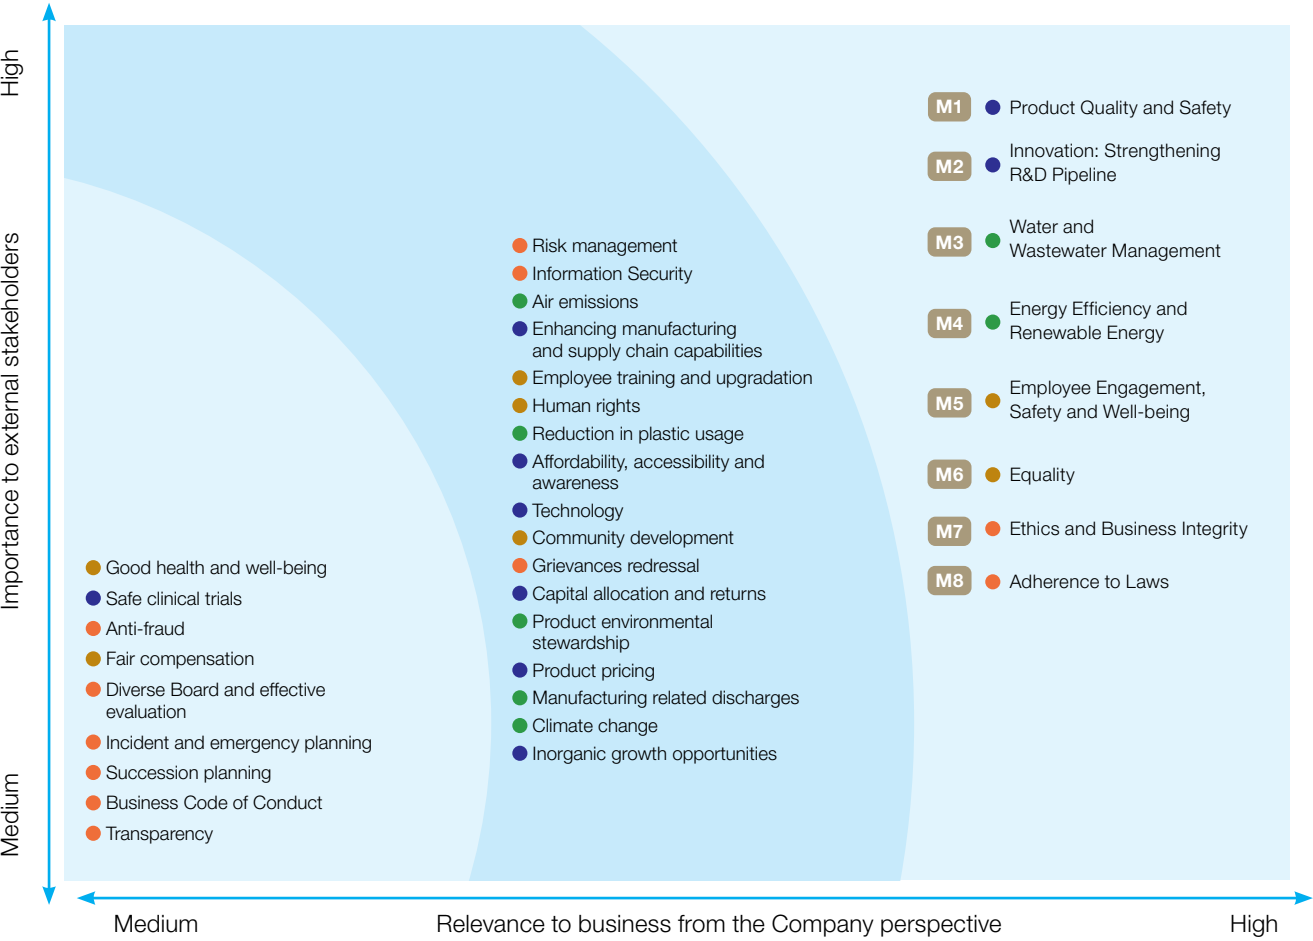 High
Importance to external stakeholders
Medium
M1
Product Quality and Safety
M2
Innovation: Strengthening
R&D Pipeline
M3
Water and
Wastewater Management
M4
Energy Efficiency and
Renewable Energy
M5
Employee Engagement,
Safety and Well-being
M6
Equality
M7
Ethics and Business Integrity
M8
Adherence to Laws
Risk management
Information Security
Air emissions
Enhancing manufacturing
and supply chain capabilities
Employee training and upgradation
Human rights
Reduction in plastic usage
Affordability, accessibility and
awareness
Technology
Community development
Grievances redressal
Capital allocation and returns
Product environmental
stewardship
Product pricing
Manufacturing related discharges
Climate change
Inorganic growth opportunities
Good health and well-being
Safe clinical trials
Anti-fraud
Fair compensation
Diverse Board and effective
evaluation
Incident and emergency planning
Succession planning
Business Code of Conduct
Transparency
Medium
Relevance to business from the Company perspective
High